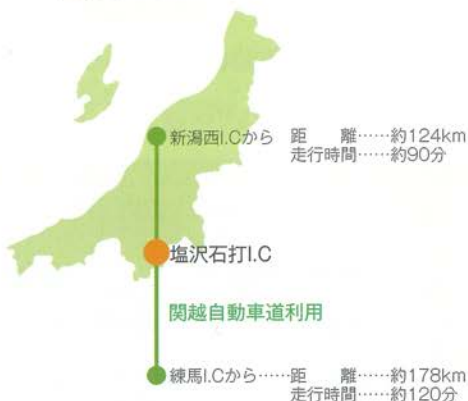 新潟西I.Cから 距　離……約124km
走行時間……約90分
塩沢石打I.C
関越自動車道利用
練馬I.Cから……距　離……約178km
走行時間……約120分